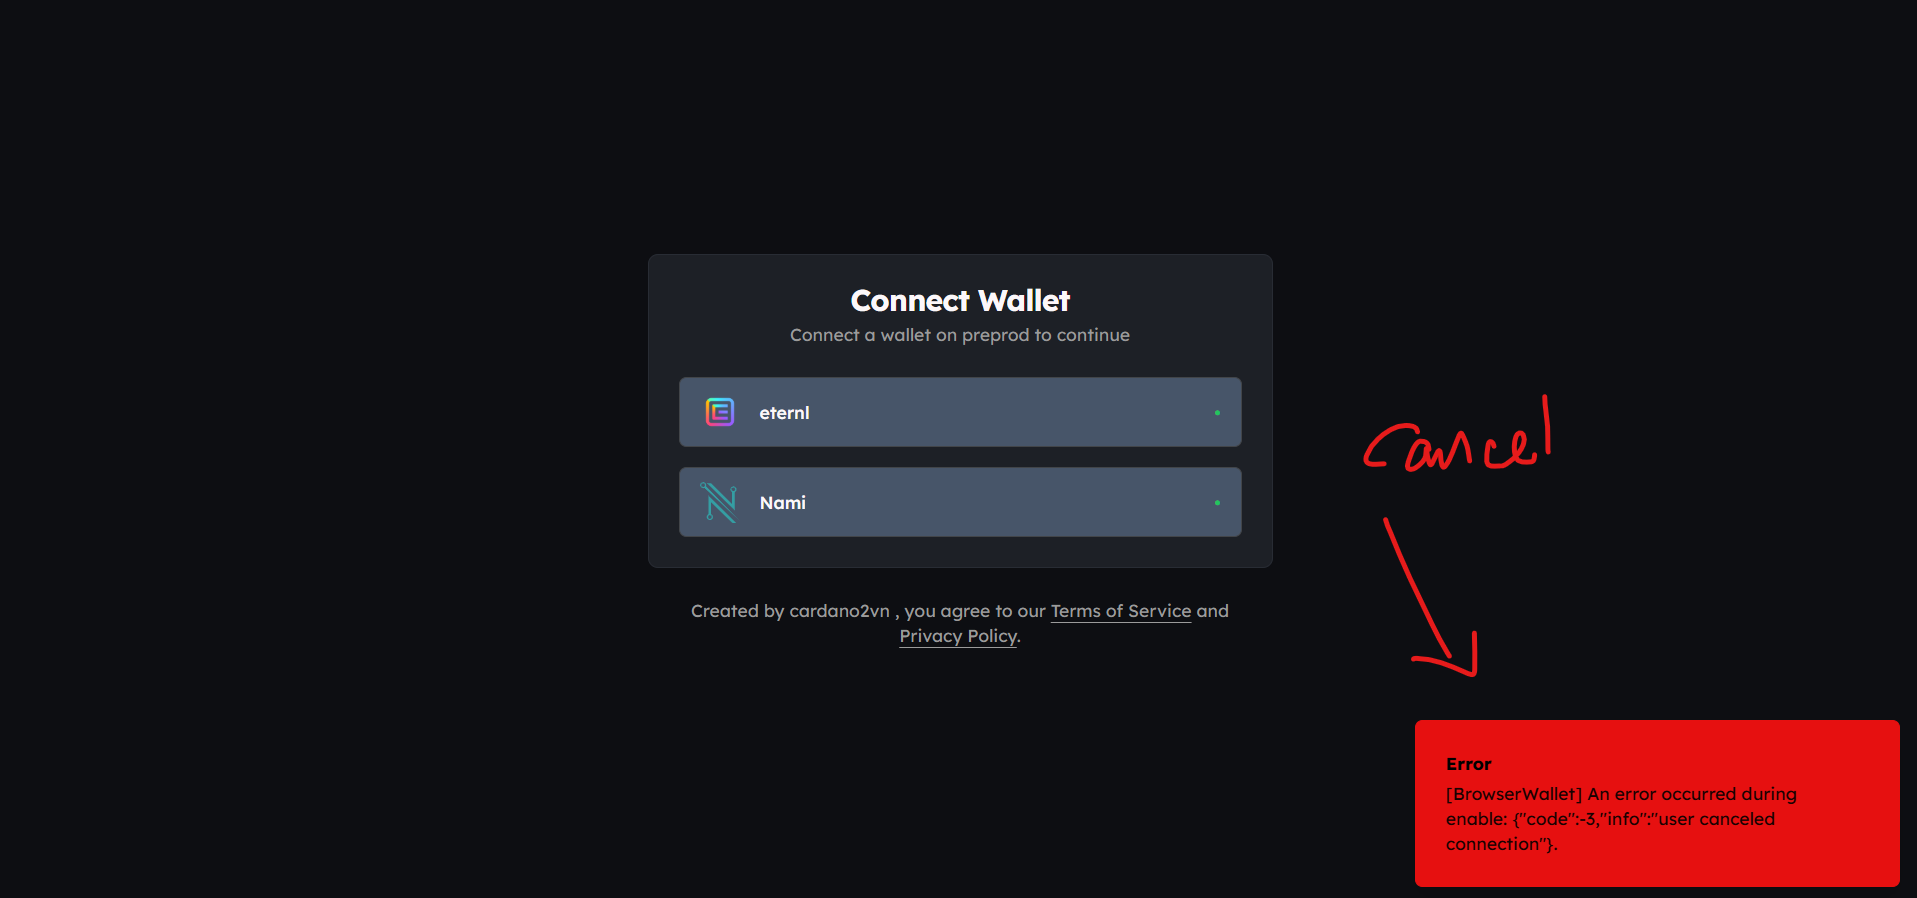 Connect Wallet
Connect a wallet on preprod to continue
eternl
Nami
Created by cardano2vn , you agree to our Terms of Service and
Privacy Policy.
cancel
Error
[BrowserWallet] An error occurred during
enable: {"code":-3,"info":"user canceled
connection"}.